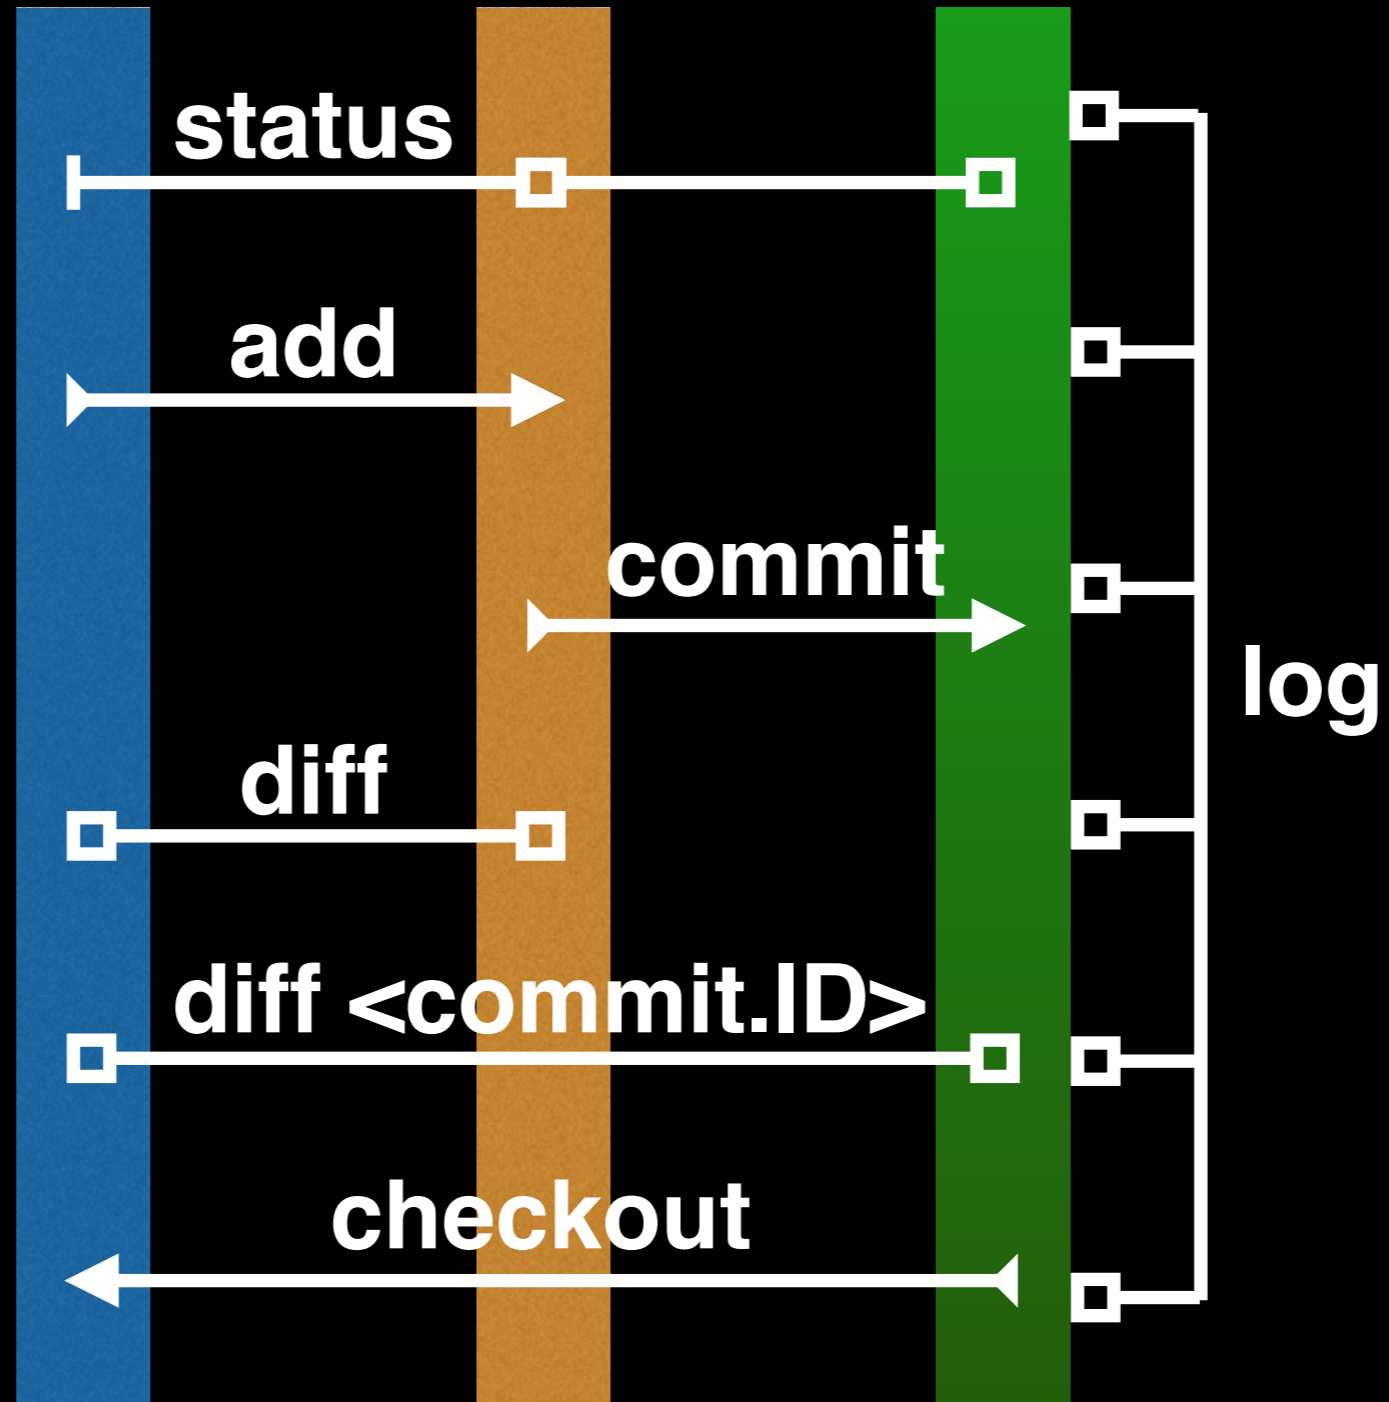 status
add
commit
log
diff
diff <commit.ID>
checkout